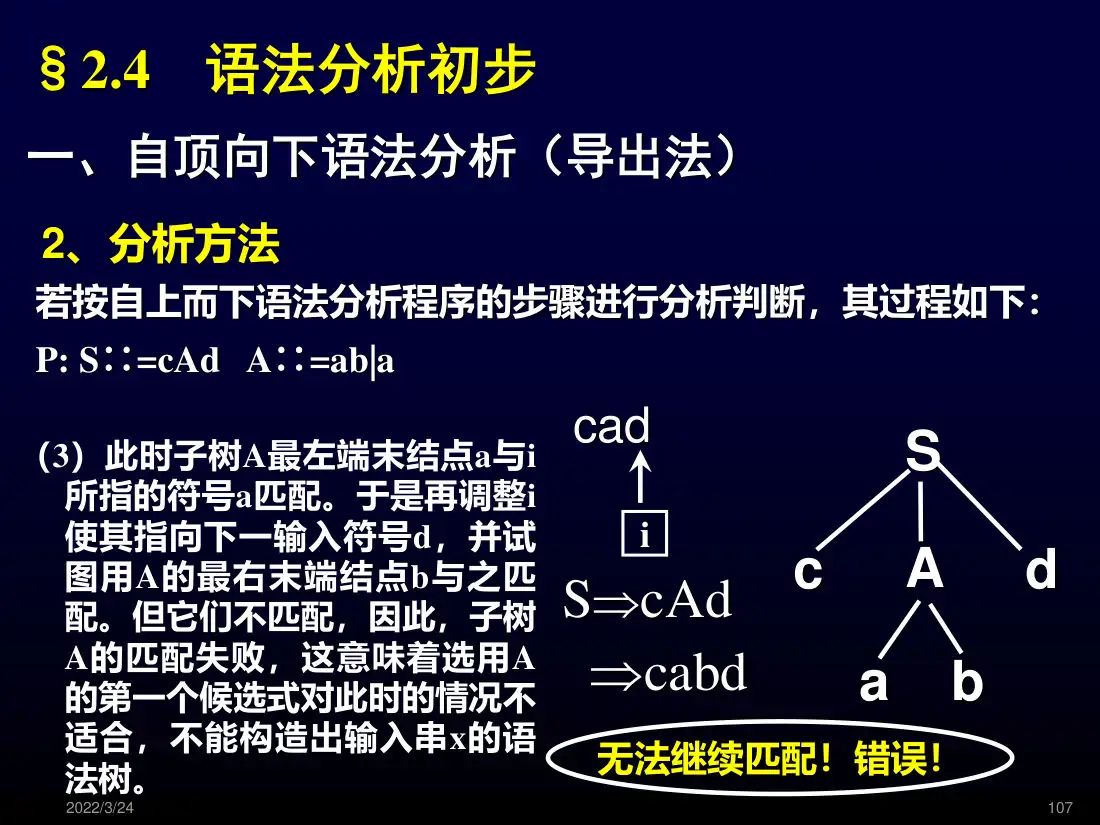 §2.4 语法分析初步
一、自顶向下语法分析（导出法）
2、分析方法
若按自上而下语法分析程序的步骤进行分析判断，其过程如下：
P: S∷=cAd A∷=ab|a
（3）此时子树A最左端末结点a与i
所指的符号a匹配。于是再调整i
使其指向下一输入符号d，并试
图用A的最右末端结点b与之匹
配。但它们不匹配，因此，子树
A的匹配失败，这意味着选用A
的第一个候选式对此时的情况不
适合，不能构造出输入串x的语
法树。
cad
i
S⇒cAd
⇒cabd
S
c A d
a b
无法继续匹配！错误！
2022/3/24
107